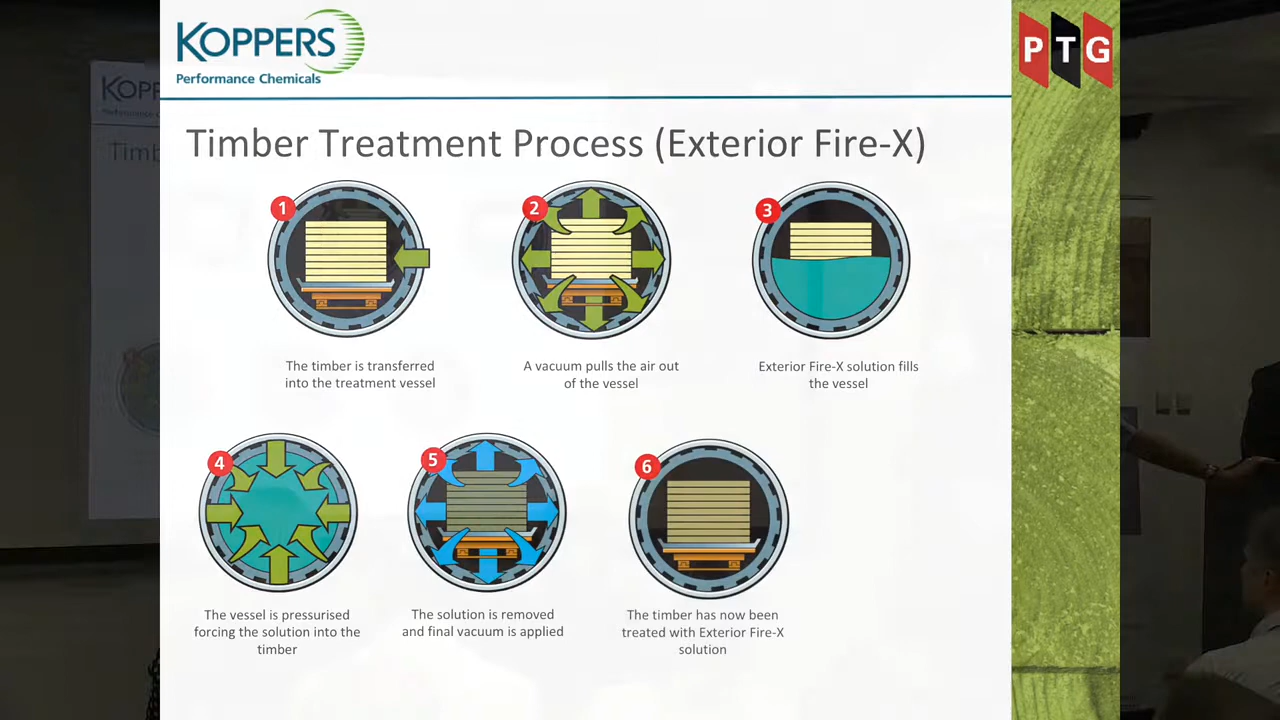 KOPPERS
Performance Chemicals
PTG
KOPP
Performance C
Timb
Timber Treatment Process (Exterior Fire-X)
1
2
3
The timber is transferred
into the treatment vessel
A vacuum pulls the air out
of the vessel
Exterior Fire-X solution fills
the vessel
4
5
6
The vessel is pressurised
forcing the solution into the
timber
The solution is removed
and final vacuum is applied
The timber has now been
treated with Exterior Fire-X
solution